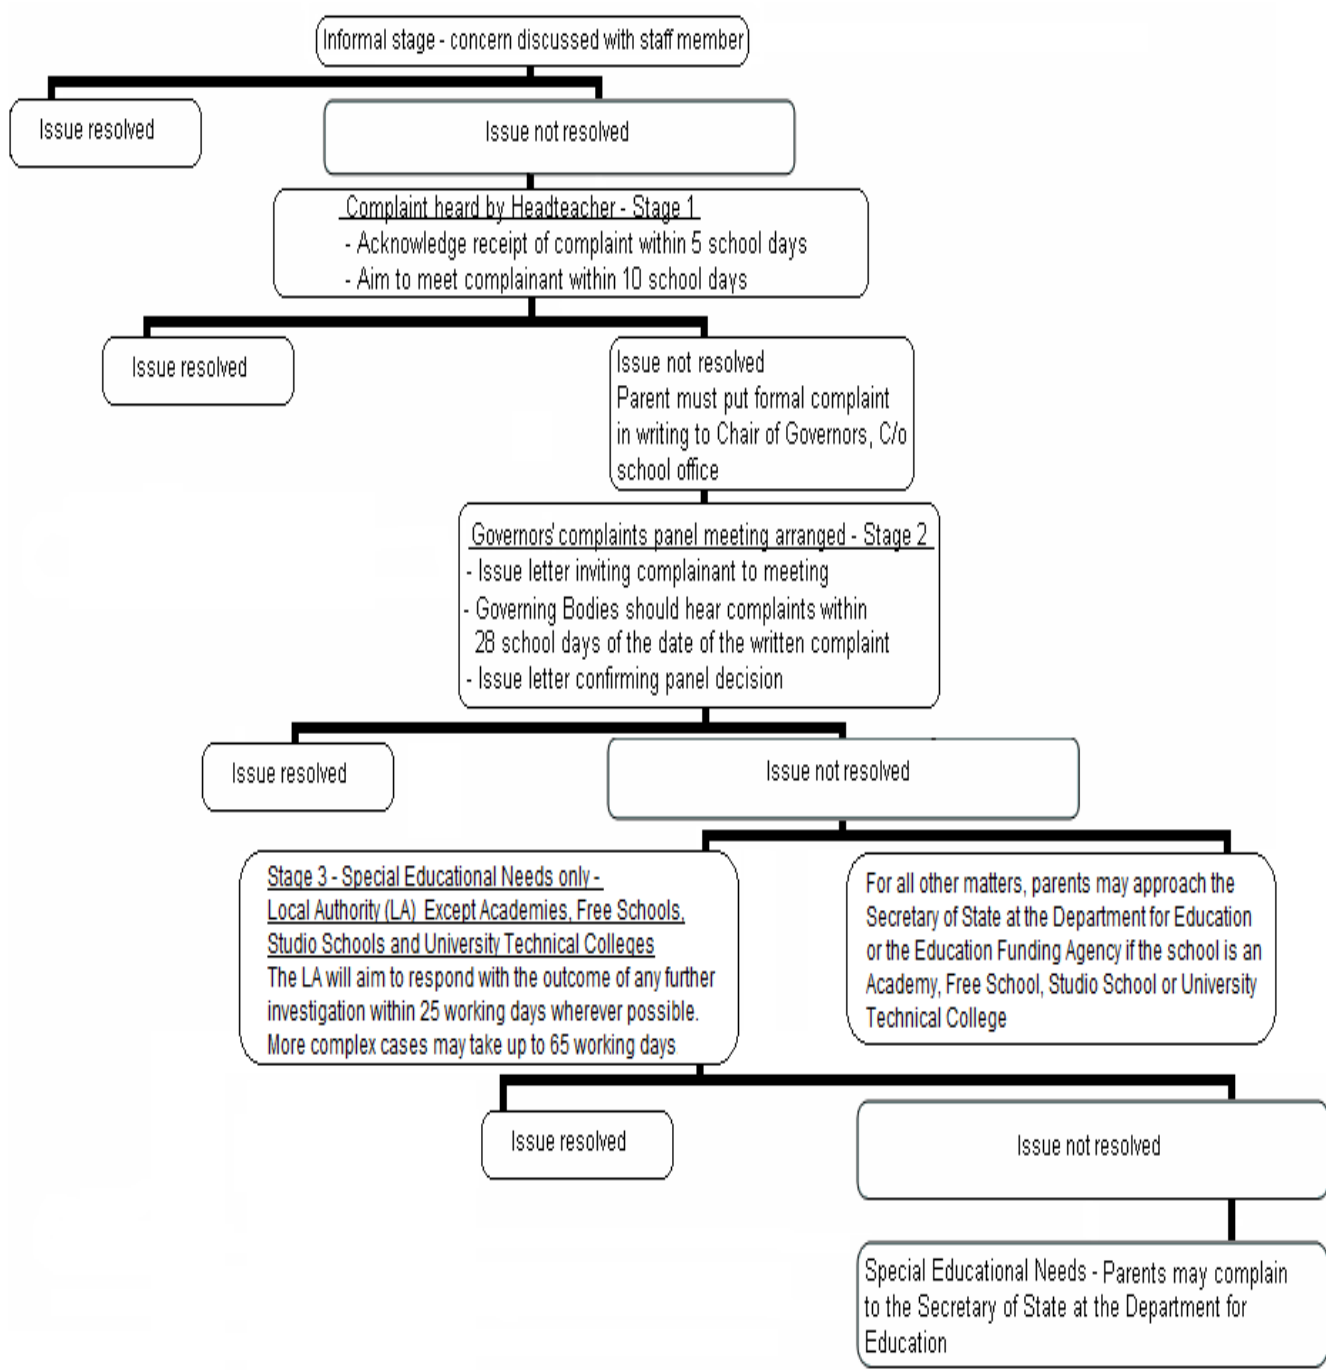 Informal stage - concern discussed with staff member
Issue resolved
Issue not resolved
Complaint heard by Headteacher - Stage 1
- Acknowledge receipt of complaint within 5 school days
- Aim to meet complainant within 10 school days
Issue resolved
Issue not resolved
Parent must put formal complaint
in writing to Chair of Governors, C/o
school office
Governors' complaints panel meeting arranged - Stage 2
- Issue letter inviting complainant to meeting
- Governing Bodies should hear complaints within
28 school days of the date of the written complaint
- Issue letter confirming panel decision
Issue resolved
Issue not resolved
Stage 3 - Special Educational Needs only -
Local Authority (LA) Except Academies, Free Schools,
Studio Schools and University Technical Colleges
The LA will aim to respond with the outcome of any further
investigation within 25 working days wherever possible.
More complex cases may take up to 65 working days
For all other matters, parents may approach the
Secretary of State at the Department for Education
or the Education Funding Agency if the school is an
Academy, Free School, Studio School or University
Technical College
Issue resolved
Issue not resolved
Special Educational Needs - Parents may complain
to the Secretary of State at the Department for
Education